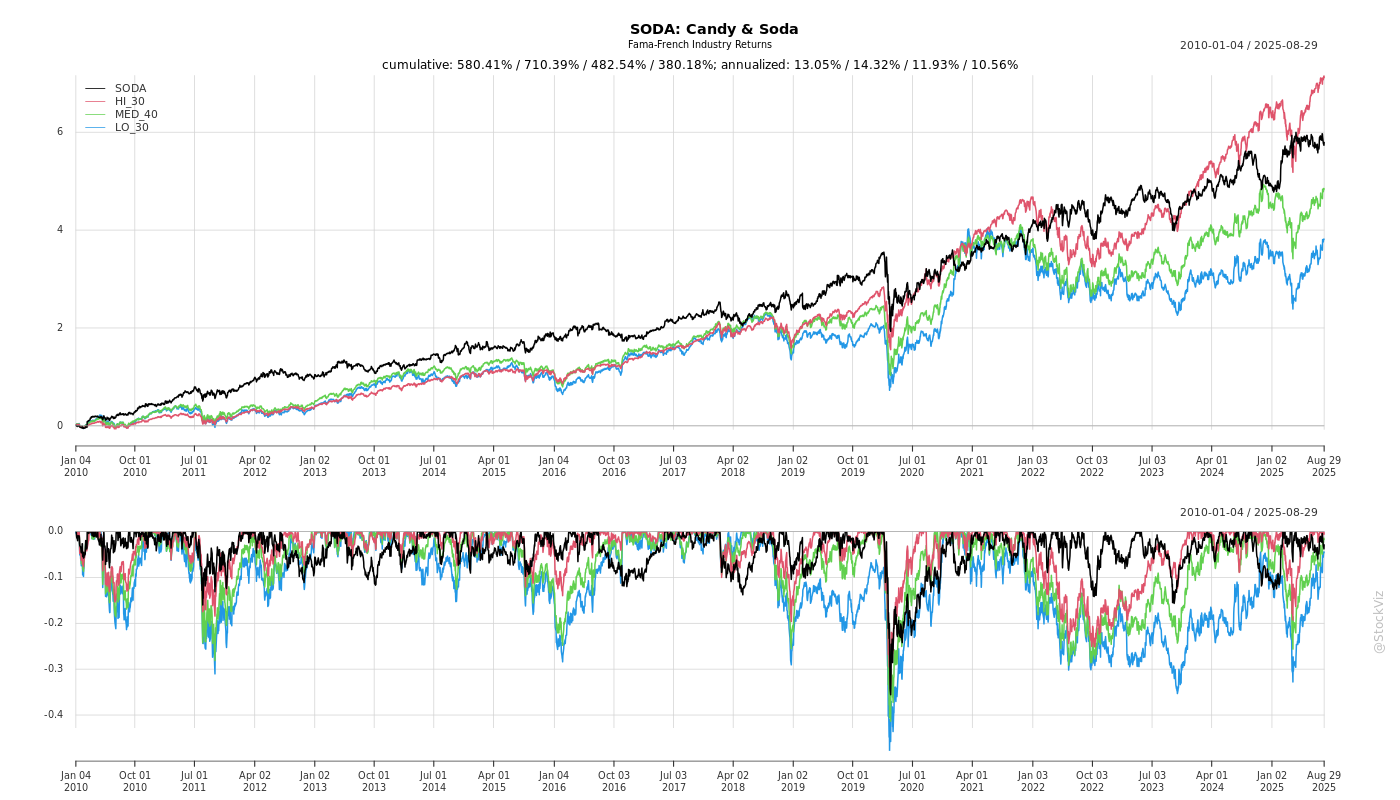 SODA: Candy & Soda
Fama-French Industry Returns
2010-01-04 / 2025-08-29
cumulative: 580.41% / 710.39% / 482.54% / 380.18%; annualized: 13.05% / 14.32% / 11.93% / 10.56%
SODA
HI_30
MED_40
LO_30
6
4
2
0
Jan 04 Oct 01 Jul 01 Apr 02 Jan 02 Oct 01 Jul 01 Apr 01 Jan 04 Oct 03 Jul 03 Apr 02 Jan 02 Oct 01 Jul 01 Apr 01 Jan 03 Oct 03 Jul 03 Apr 01 Jan 02 Aug 29
2010 2010 2011 2012 2013 2013 2014 2015 2016 2016 2017 2018 2019 2019 2020 2021 2022 2022 2023 2024 2025 2025
2010-01-04 / 2025-08-29
0.0
-0.1
-0.2
-0.3
-0.4
@StockViz
Jan 04 Oct 01 Jul 01 Apr 02 Jan 02 Oct 01 Jul 01 Apr 01 Jan 04 Oct 03 Jul 03 Apr 02 Jan 02 Oct 01 Jul 01 Apr 01 Jan 03 Oct 03 Jul 03 Apr 01 Jan 02 Aug 29
2010 2010 2011 2012 2013 2013 2014 2015 2016 2016 2017 2018 2019 2019 2020 2021 2022 2022 2023 2024 2025 2025